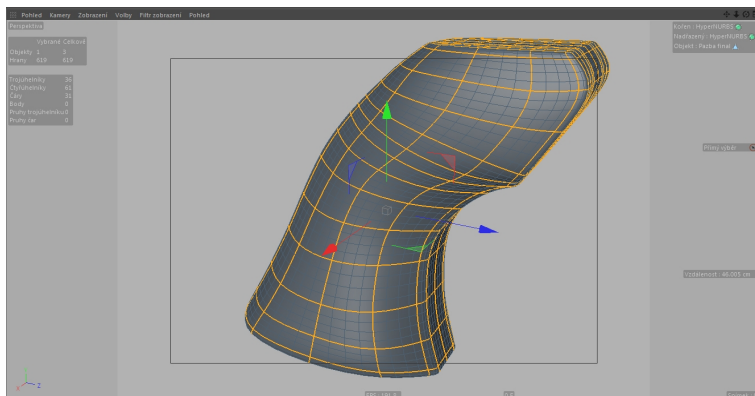 Pohled Kamery Zobrazení Volby Filtr zobrazení Pohled
Perspektiva
Vybrané Celkově
Objekty 1 3
Hrany 619 619
Trojúhelníky 36
Čtyřúhelníky 61
Čáry 31
Body 0
Pruhy trojúhelníků 0
Pruhy čar 0
Kořen : HyperNURBS
Nadřazený : HyperNURBS
Objekt : Pazba final
Přímý výběr
Vzdálenost : 46.005 cm
Y
X
Z